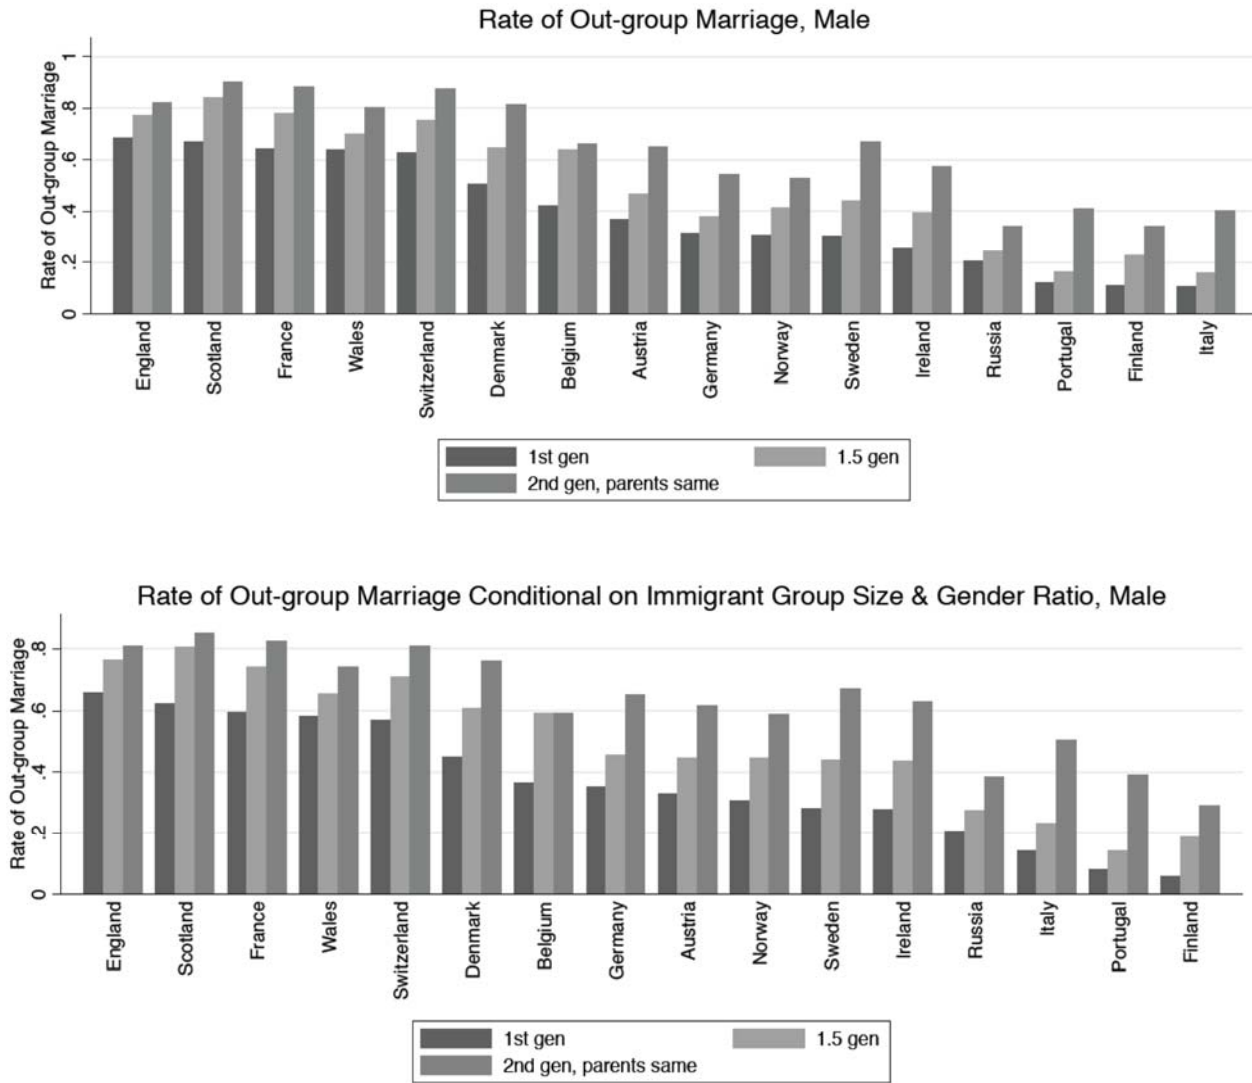 Rate of Out-group Marriage, Male
Rate of Out-group Marriage
1
.8
.6
.4
.2
0
England
Scotland
France
Wales
Switzerland
Denmark
Belgium
Austria
Germany
Norway
Sweden
Ireland
Russia
Portugal
Finland
Italy
1st gen
1.5 gen
2nd gen, parents same
Rate of Out-group Marriage Conditional on Immigrant Group Size & Gender Ratio, Male
Rate of Out-group Marriage
.8
.6
.4
.2
0
England
Scotland
France
Wales
Switzerland
Denmark
Belgium
Germany
Austria
Norway
Sweden
Ireland
Russia
Italy
Portugal
Finland
1st gen
1.5 gen
2nd gen, parents same